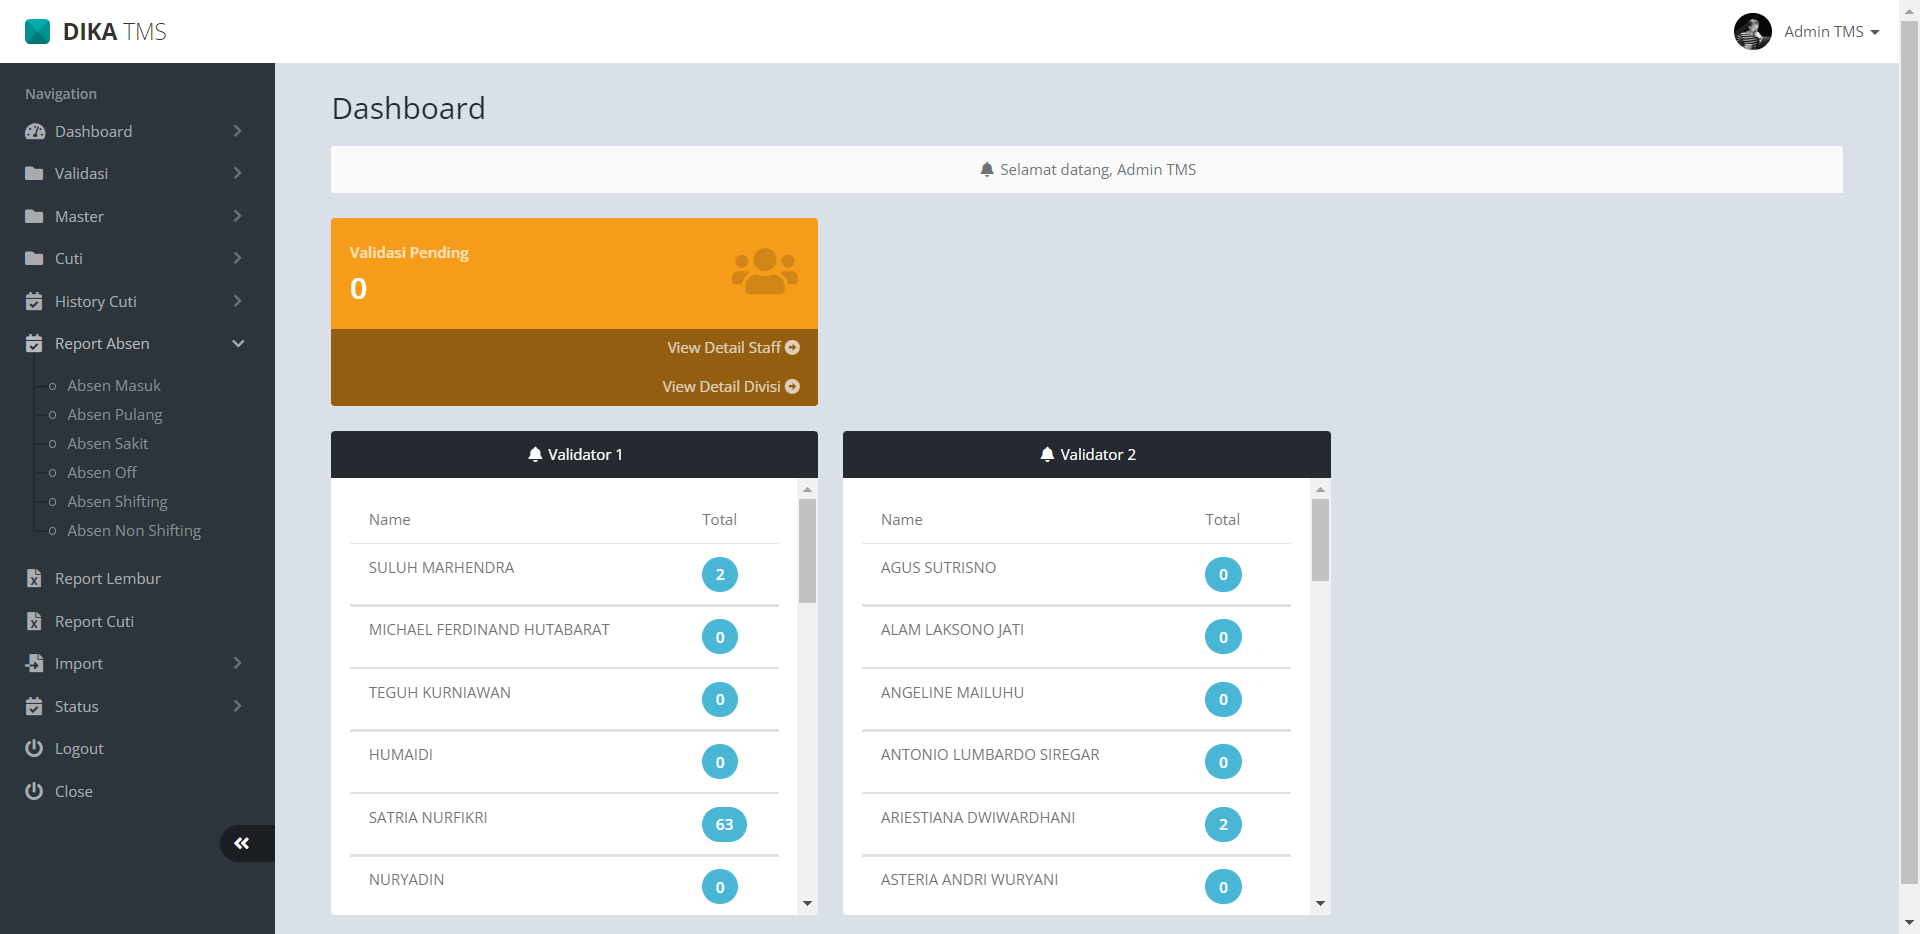 DIKA TMS
Admin TMS
Navigation
Dashboard
Validasi
Master
Cuti
History Cuti
Report Absen
Absen Masuk
Absen Pulang
Absen Sakit
Absen Off
Absen Shifting
Absen Non Shifting
Report Lembur
Report Cuti
Import
Status
Logout
Close
Dashboard
Selamat datang, Admin TMS
Validasi Pending
0
View Detail Staff
View Detail Divisi
Validator 1
Name Total
SULUH MARHENDRA 2
MICHAEL FERDINAND HUTABARAT 0
TEGUH KURNIAWAN 0
HUMAIDI 0
SATRIA NURFIKRI 63
NURYADIN 0
Validator 2
Name Total
AGUS SUTRISNO 0
ALAM LAKSONO JATI 0
ANGELINE MAILUHU 0
ANTONIO LUMBARDO SIREGAR 0
ARIESTIANA DWIWARDHANI 2
ASTERIA ANDRI WURYANI 0